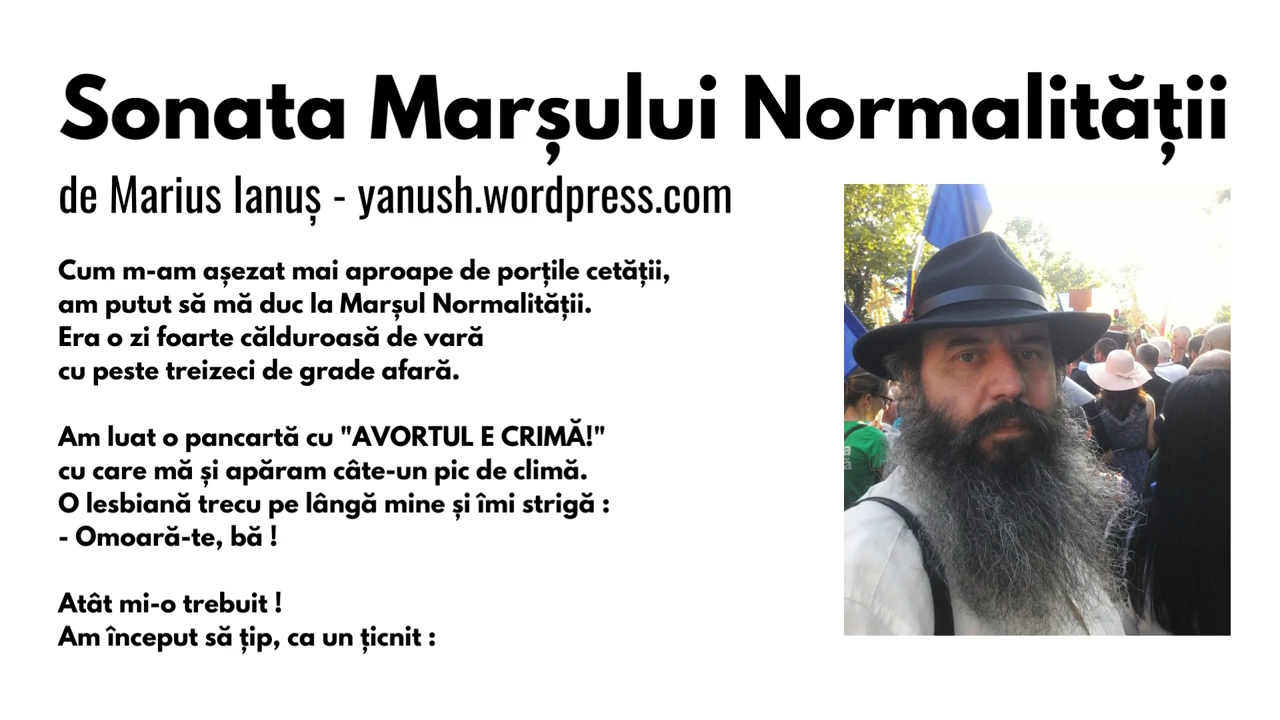 Sonata Marșului Normalității
de Marius Ianuș - yanush.wordpress.com
Cum m-am așezat mai aproape de porțile cetății,
am putut să mă duc la Marșul Normalității.
Era o zi foarte călduroasă de vară
cu peste treizeci de grade afară.
Am luat o pancartă cu "AVORTUL E CRIMĂ!"
cu care mă și apăram câte-un pic de climă.
O lesbiană trecu pe lângă mine și îmi strigă :
- Omoară-te, bă !
Atât mi-o trebuit !
Am început să țip, ca un țicnit :